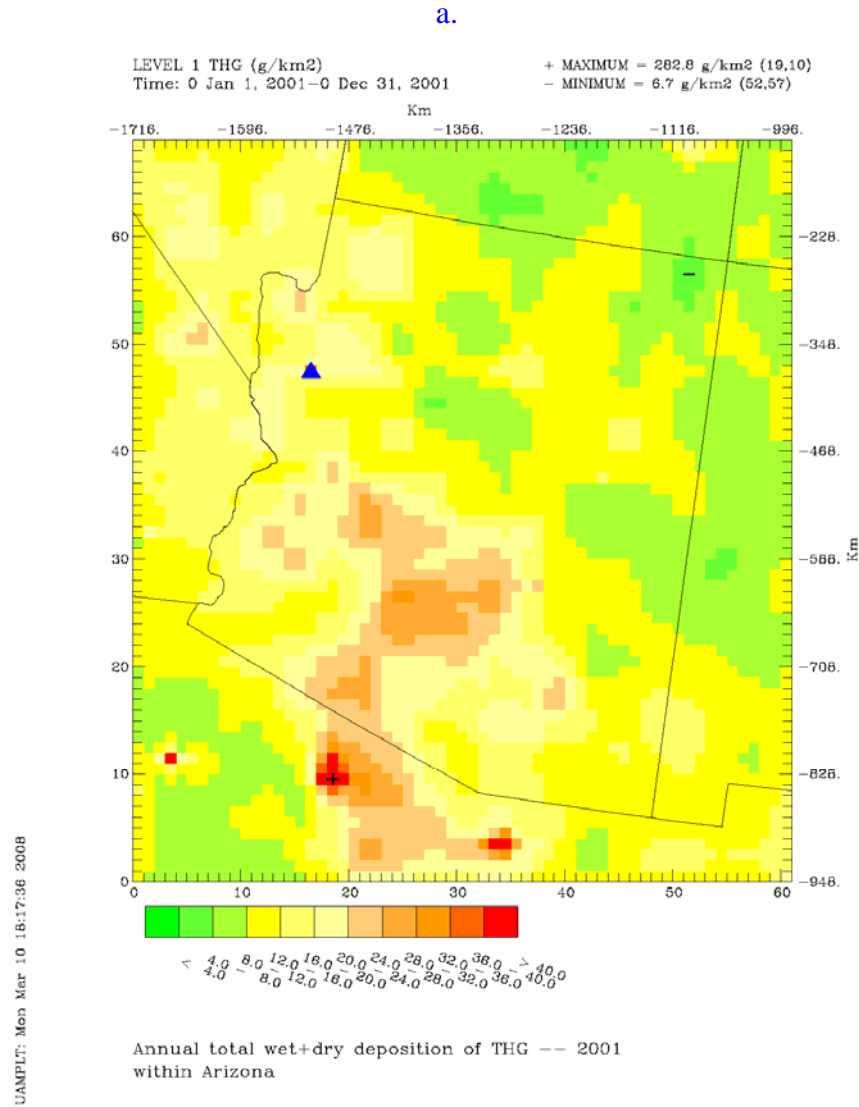 a.
LEVEL 1 THG (g/km2)
Time: 0 Jan 1, 2001-0 Dec 31, 2001
+ MAXIMUM = 282.8 g/km2 (19,10)
− MINIMUM = 6.7 g/km2 (52,57)
Km
−1716. −1596. −1476. −1356. −1236. −1116. −996.
60 −228.
50 −348.
40 −468.
30 −588.
Km
20 −708.
10 −828.
0 −948.
0 10 20 30 40 50 60
< 4.0
4.0 − 8.0
8.0 − 12.0
12.0 − 16.0
16.0 − 20.0
20.0 − 24.0
24.0 − 28.0
28.0 − 32.0
32.0 − 36.0
36.0 − 40.0
> 40.0
Annual total wet+dry deposition of THG −− 2001
within Arizona
UAMPLT: Mon Mar 10 18:17:36 2008